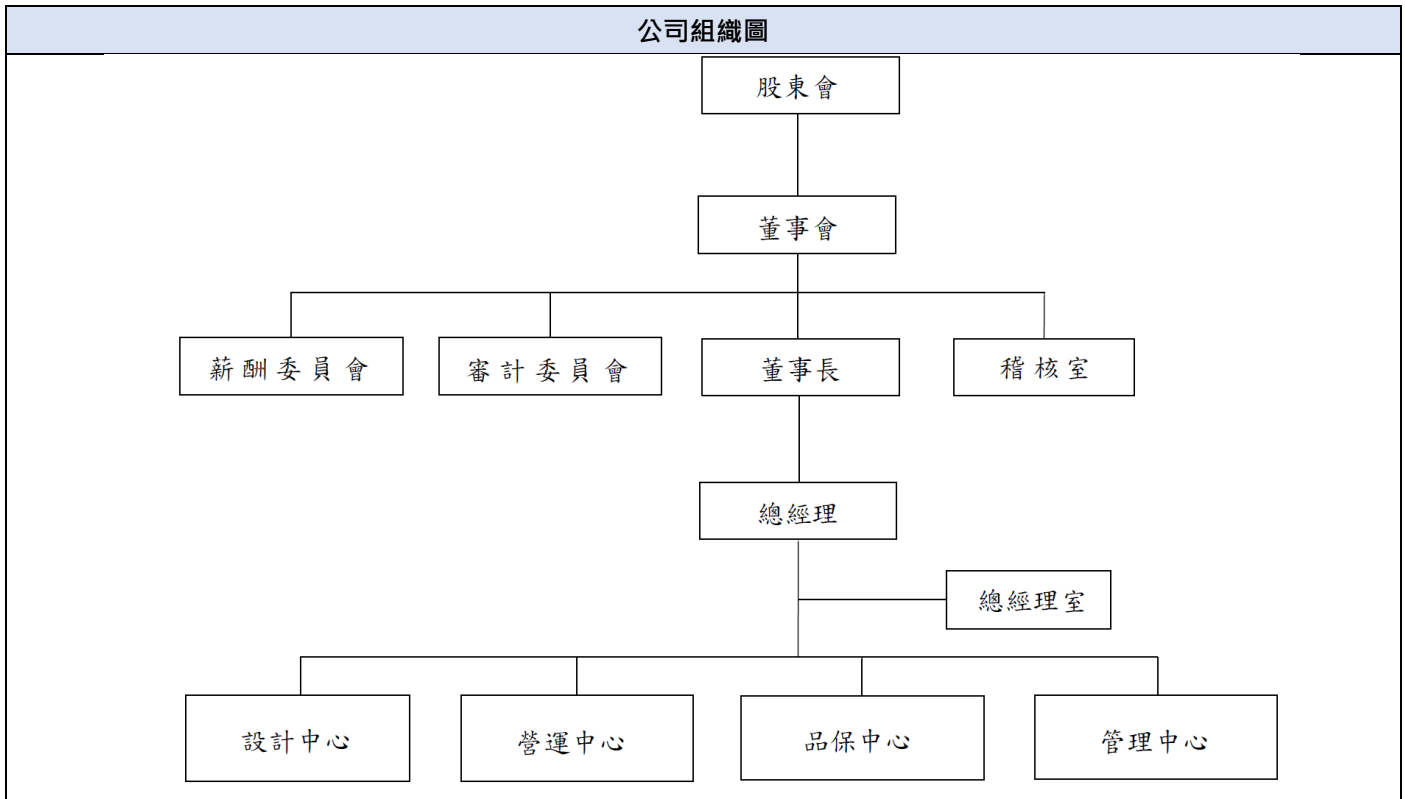 公司組織圖
股東會
董事會
薪酬委員會
審計委員會
董事長
稽核室
總經理
總經理室
設計中心
營運中心
品保中心
管理中心